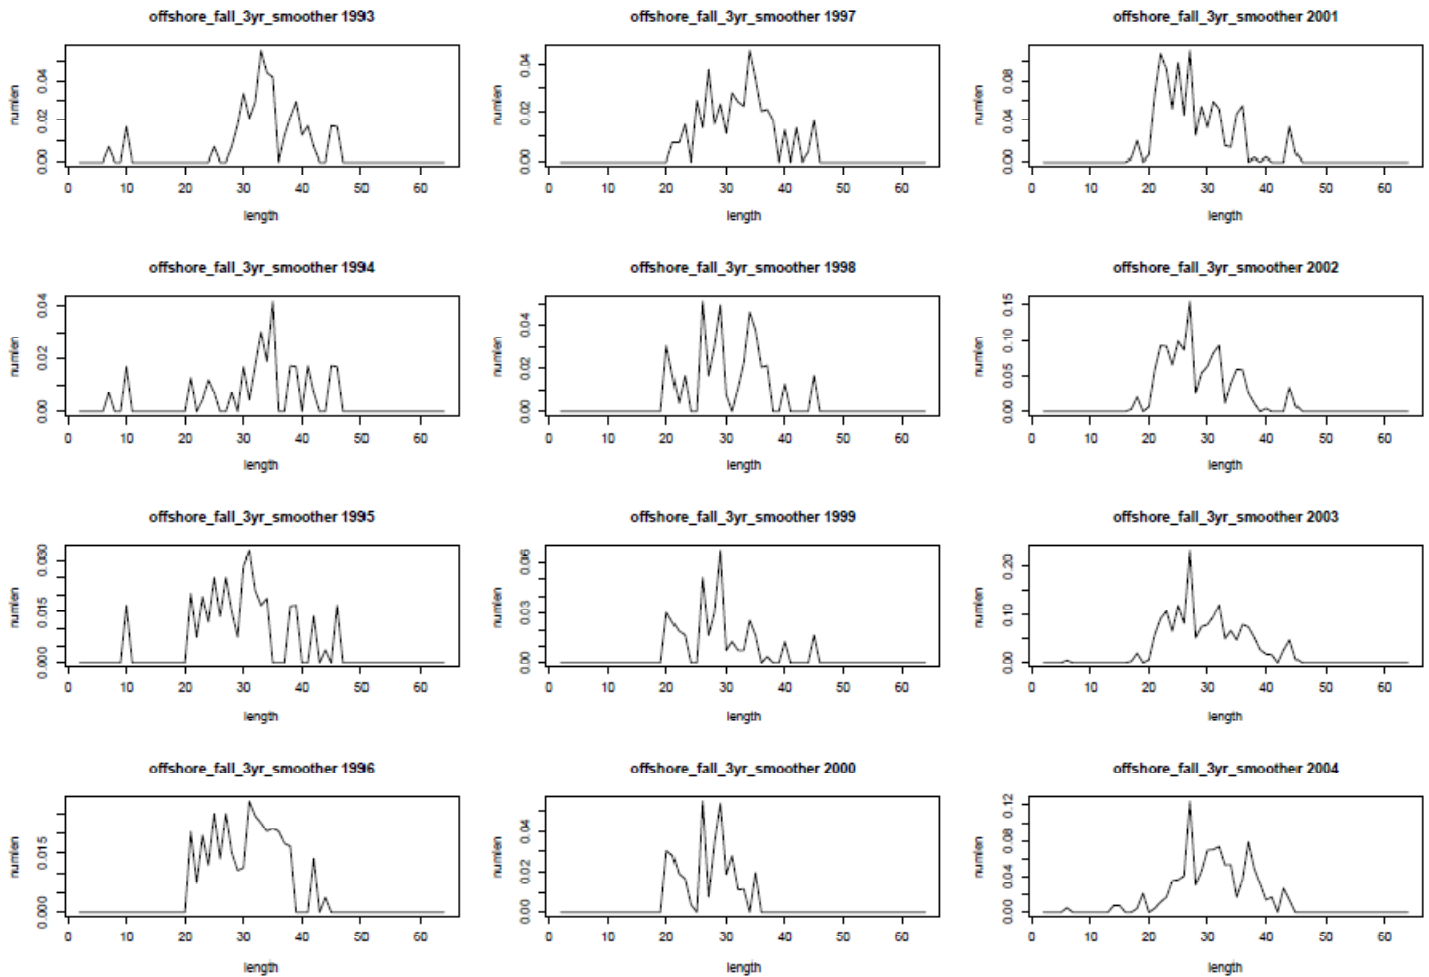 offshore_fall_3yr_smoother 1993
numlen
0.00 0.02 0.04
0 10 20 30 40 50 60
length
offshore_fall_3yr_smoother 1997
numlen
0.00 0.02 0.04
0 10 20 30 40 50 60
length
offshore_fall_3yr_smoother 2001
numlen
0.00 0.04 0.08
0 10 20 30 40 50 60
length
offshore_fall_3yr_smoother 1994
numlen
0.00 0.02 0.04
0 10 20 30 40 50 60
length
offshore_fall_3yr_smoother 1998
numlen
0.00 0.02 0.04
0 10 20 30 40 50 60
length
offshore_fall_3yr_smoother 2002
numlen
0.00 0.05 0.10 0.15
0 10 20 30 40 50 60
length
offshore_fall_3yr_smoother 1995
numlen
0.000 0.015 0.030
0 10 20 30 40 50 60
length
offshore_fall_3yr_smoother 1999
numlen
0.00 0.03 0.06
0 10 20 30 40 50 60
length
offshore_fall_3yr_smoother 2003
numlen
0.00 0.10 0.20
0 10 20 30 40 50 60
length
offshore_fall_3yr_smoother 1996
numlen
0.000 0.015
0 10 20 30 40 50 60
length
offshore_fall_3yr_smoother 2000
numlen
0.00 0.02 0.04
0 10 20 30 40 50 60
length
offshore_fall_3yr_smoother 2004
numlen
0.00 0.04 0.08 0.12
0 10 20 30 40 50 60
length